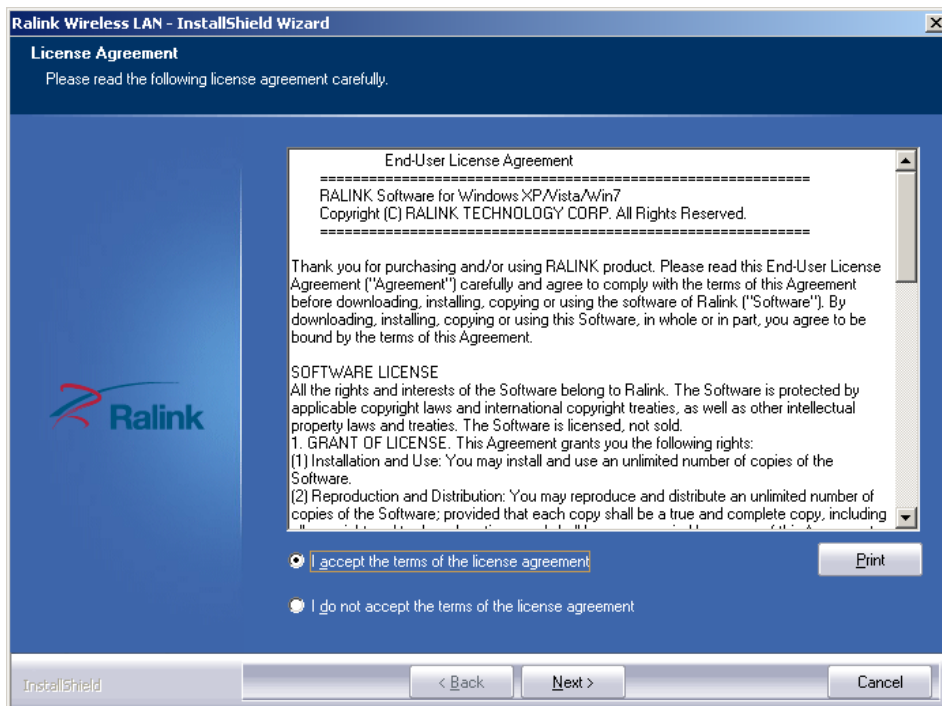 Ralink Wireless LAN - InstallShield Wizard
License Agreement
Please read the following license agreement carefully.
End-User License Agreement
============================================================
RALINK Software for Windows XP/Vista/Win7
Copyright (C) RALINK TECHNOLOGY CORP. All Rights Reserved.
============================================================
Thank you for purchasing and/or using RALINK product. Please read this End-User License
Agreement ("Agreement") carefully and agree to comply with the terms of this Agreement
before downloading, installing, copying or using the software of Ralink ("Software"). By
downloading, installing, copying or using this Software, in whole or in part, you agree to be
bound by the terms of this Agreement.
SOFTWARE LICENSE
All the rights and interests of the Software belong to Ralink. The Software is protected by
applicable copyright laws and international copyright treaties, as well as other intellectual
property laws and treaties. The Software is licensed, not sold.
1. GRANT OF LICENSE. This Agreement grants you the following rights:
(1) Installation and Use: You may install and use an unlimited number of copies of the
Software.
(2) Reproduction and Distribution: You may reproduce and distribute an unlimited number of
copies of the Software; provided that each copy shall be a true and complete copy, including
Ralink
I accept the terms of the license agreement
Print
I do not accept the terms of the license agreement
InstallShield
< Back
Next >
Cancel